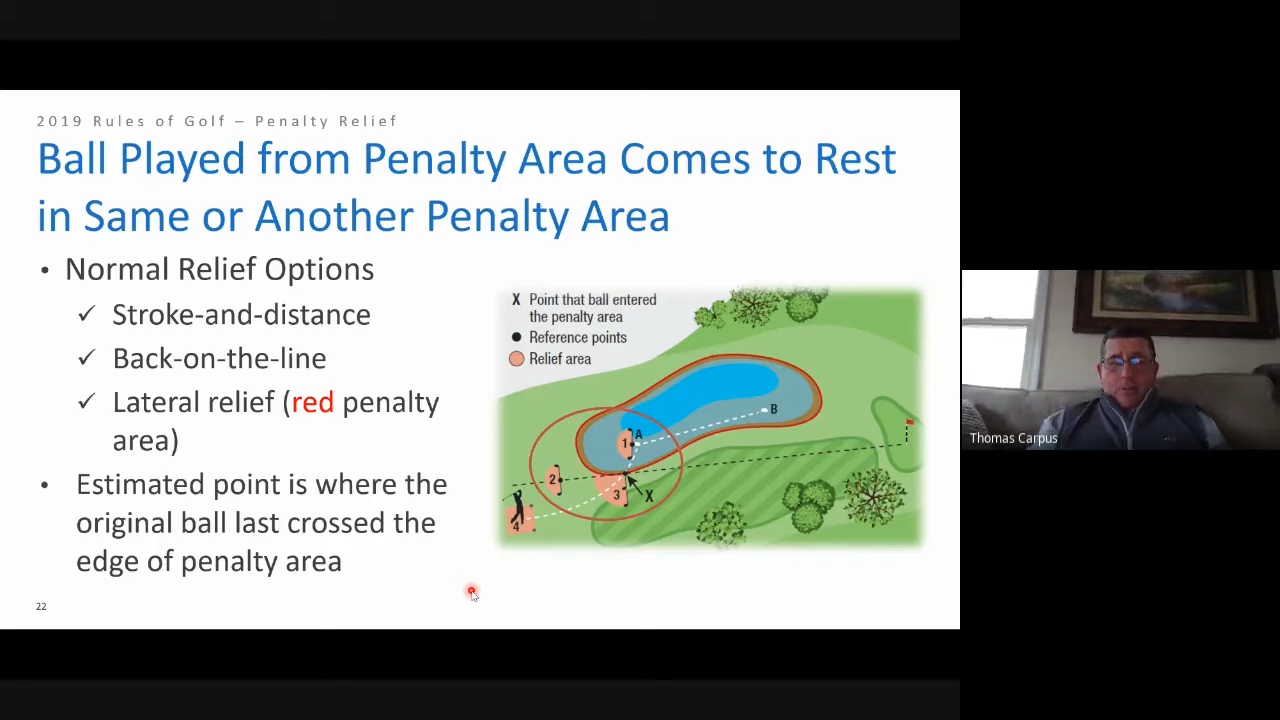 2019 Rules of Golf – Penalty Relief
Ball Played from Penalty Area Comes to Rest
in Same or Another Penalty Area
• Normal Relief Options
✓ Stroke-and-distance
✓ Back-on-the-line
✓ Lateral relief (red penalty
area)
• Estimated point is where the
original ball last crossed the
edge of penalty area
22
X Point that ball entered
the penalty area
Reference points
Relief area
B
A
1
2
3
X
4
Thomas Carpus